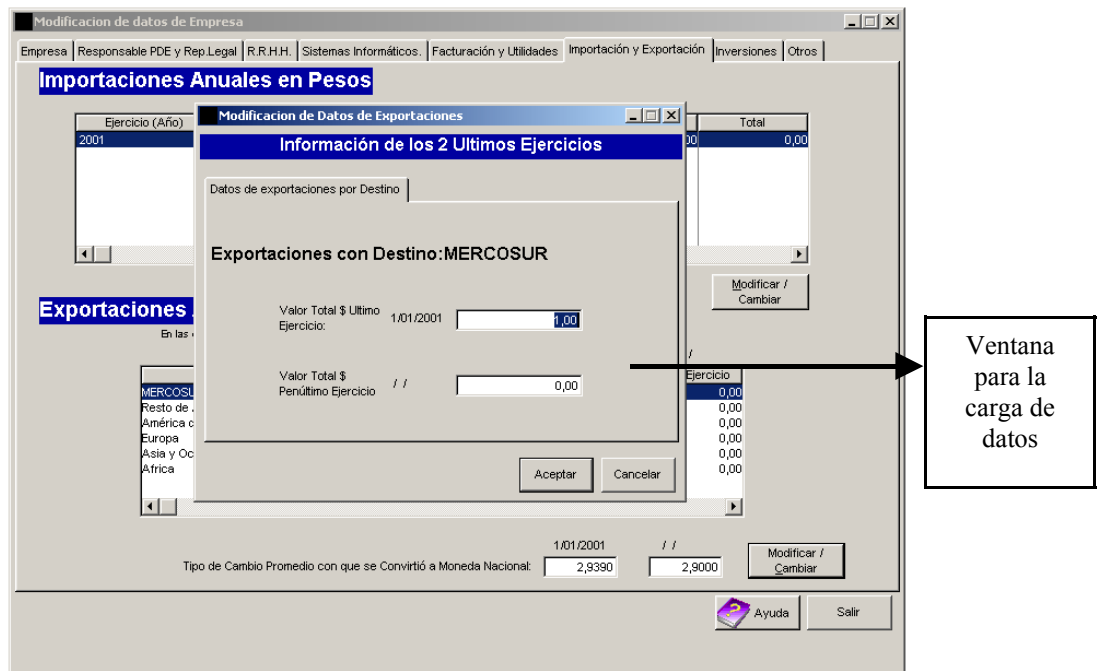 Modificacion de datos de Empresa
Empresa Responsable PDE y Rep.Legal R.R.H.H. Sistemas Informáticos. Facturación y Utilidades Importación y Exportación Inversiones Otros
Importaciones Anuales en Pesos
Ejercicio (Año) Total
2001 00 0,00
Modificacion de Datos de Exportaciones
Información de los 2 Ultimos Ejercicios
Datos de exportaciones por Destino
Exportaciones con Destino:MERCOSUR
Valor Total $ Ultimo
Ejercicio: 1/01/2001 1,00
Valor Total $
Penúltimo Ejercicio / / 0,00
Aceptar Cancelar
Modificar /
Cambiar
Exportaciones
En las
/
Ejercicio
MERCOSU 0,00
Resto de 0,00
América c 0,00
Europa 0,00
Asia y Oc 0,00
Africa 0,00
1/01/2001 / /
Tipo de Cambio Promedio con que se Convirtió a Moneda Nacional: 2,9390 2,9000
Modificar /
Cambiar
Ayuda Salir
Ventana
para la
carga de
datos